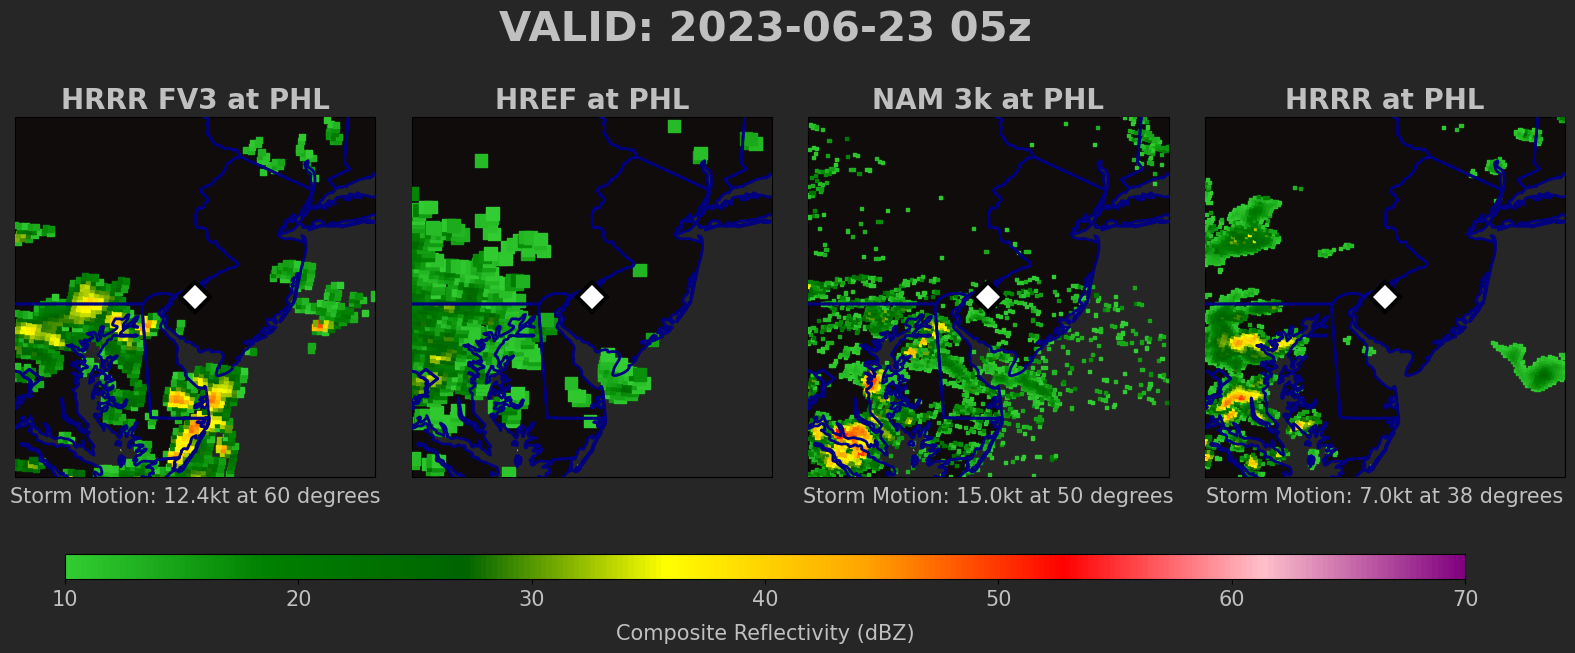 VALID: 2023-06-23 05z
HRRR FV3 at PHL
HREF at PHL
NAM 3k at PHL
HRRR at PHL
Storm Motion: 12.4kt at 60 degrees
Storm Motion: 15.0kt at 50 degrees
Storm Motion: 7.0kt at 38 degrees
10 20 30 40 50 60 70
Composite Reflectivity (dBZ)